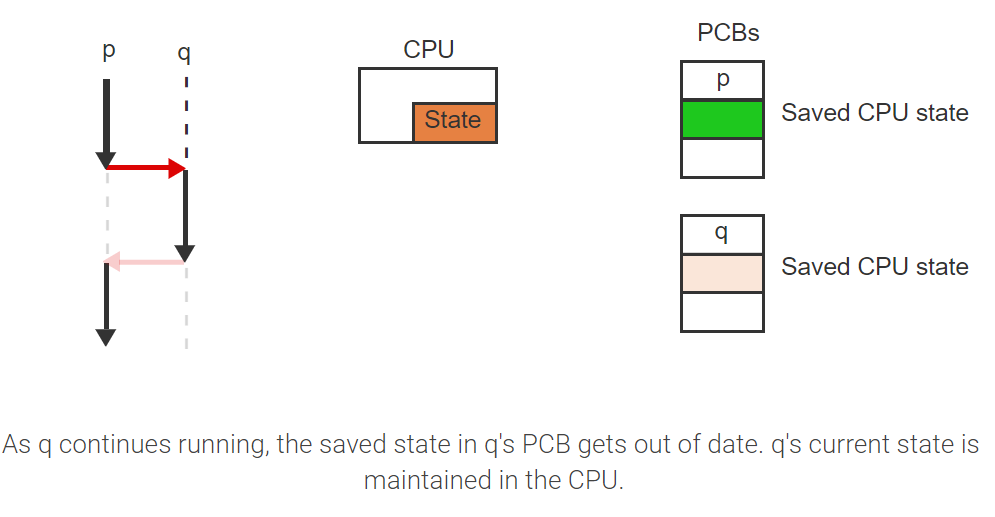 PCBs
p
q
CPU
p
State
Saved CPU state
q
Saved CPU state
As q continues running, the saved state in q's PCB gets out of date. q's current state is
maintained in the CPU.